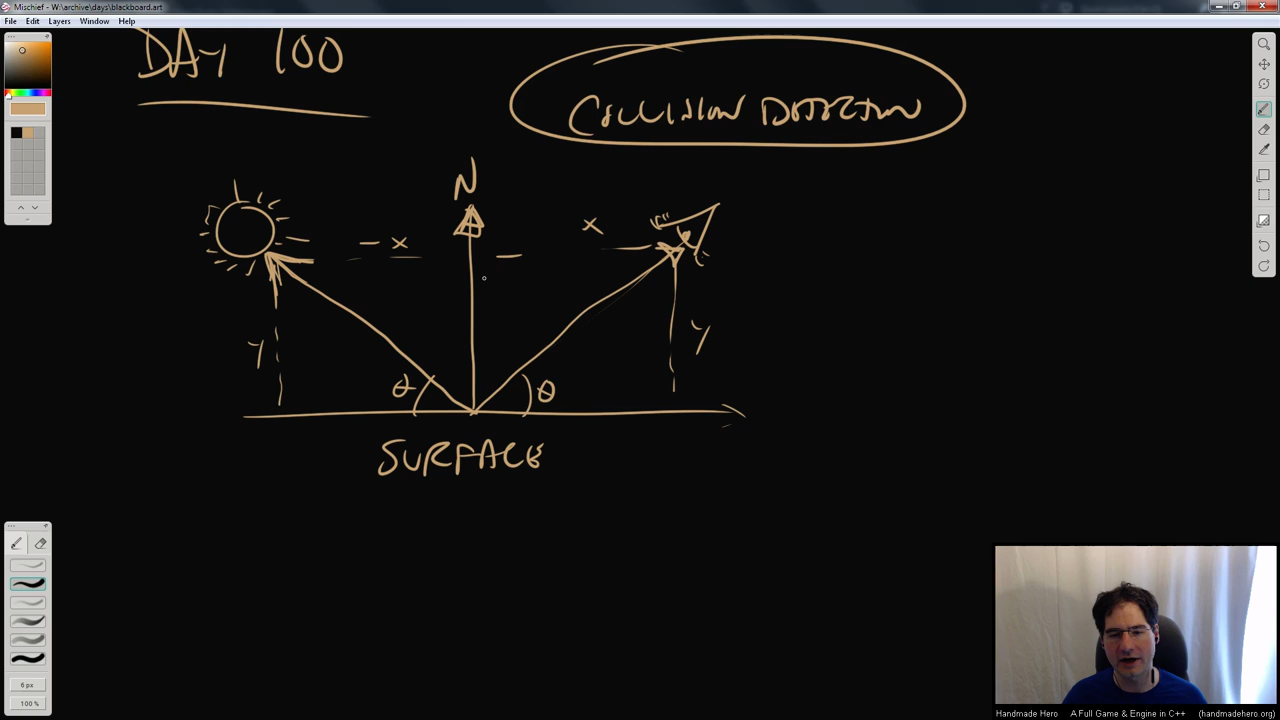 Mischief - W:\archive\days\blackboard.art
File Edit Layers Window Help
DAY 100
COLLISION DETECTION
N
- x
x
Y
Y
θ
θ
SURFACE
6 px
100 %
Handmade Hero A Full Game & Engine in C++ (handmadehero.org)